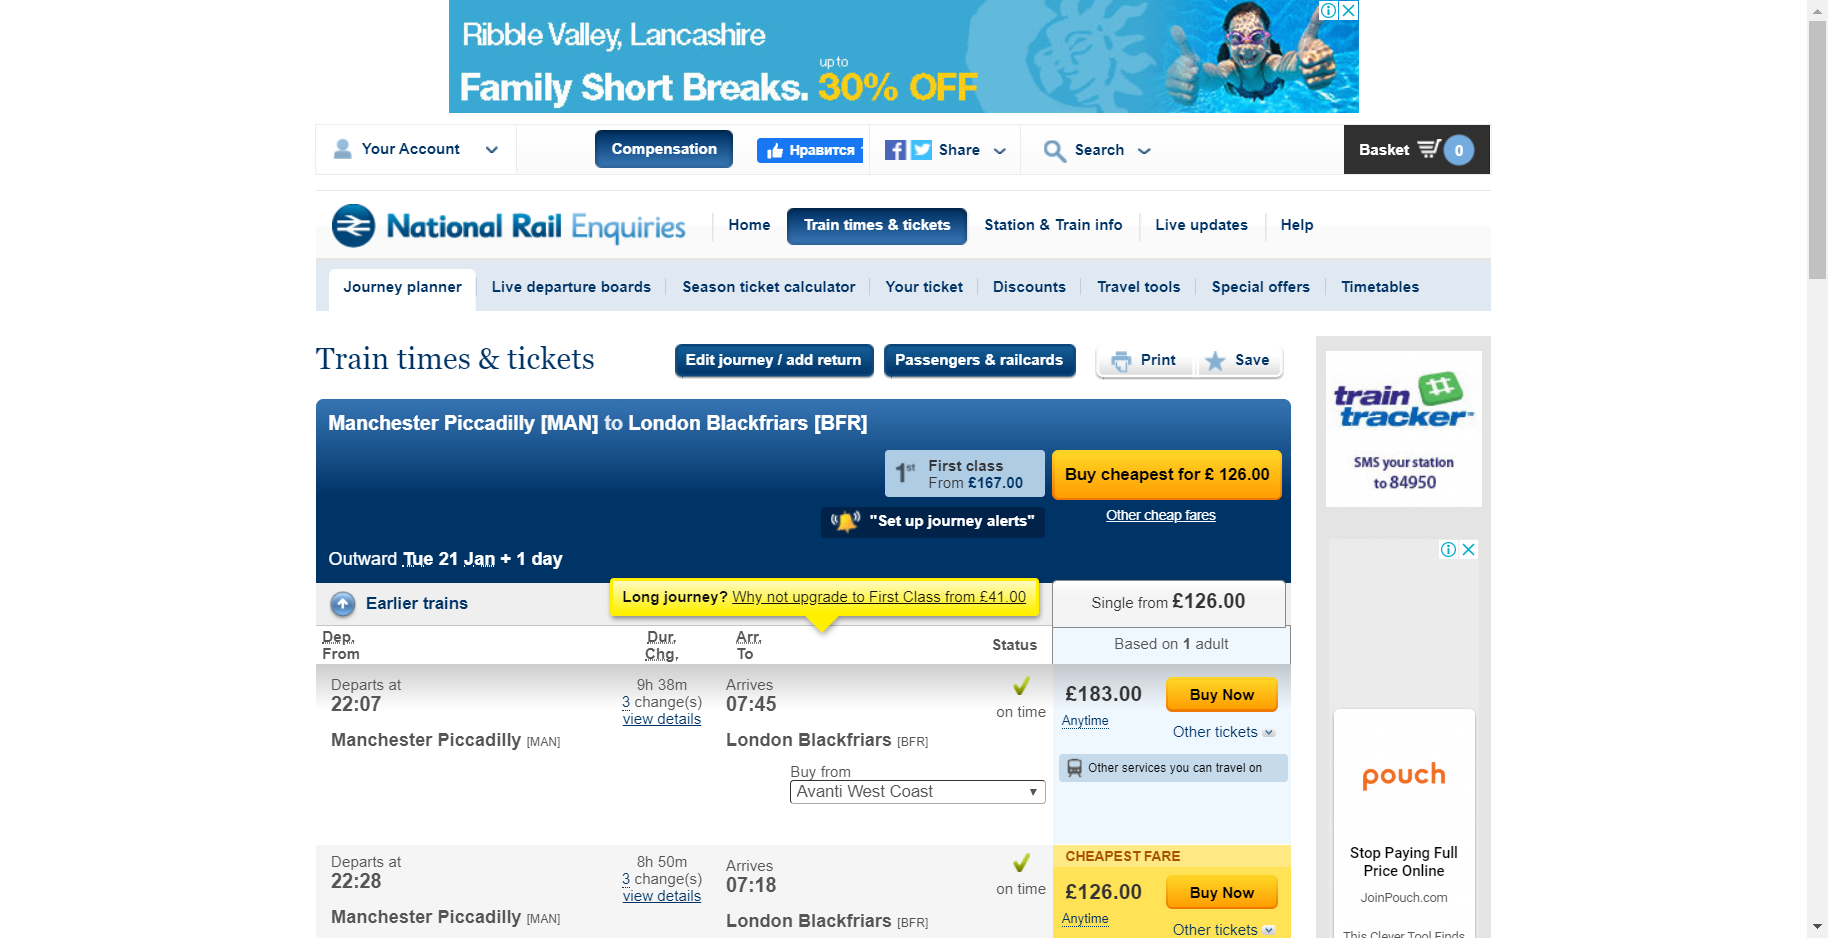 Ribble Valley, Lancashire
Family Short Breaks. up to 30% OFF
Your Account
Compensation
Нравится
Share
Search
Basket 0
National Rail Enquiries
Home
Train times & tickets
Station & Train info
Live updates
Help
Journey planner
Live departure boards
Season ticket calculator
Your ticket
Discounts
Travel tools
Special offers
Timetables
Train times & tickets
Edit journey / add return
Passengers & railcards
Print
Save
Manchester Piccadilly [MAN] to London Blackfriars [BFR]
1st
First class
From £167.00
Buy cheapest for £ 126.00
"Set up journey alerts"
Other cheap fares
Outward Tue 21 Jan + 1 day
Earlier trains
Long journey? Why not upgrade to First Class from £41.00
Single from £126.00
Dep.
From
Dur.
Chg.
Arr.
To
Status
Based on 1 adult
Departs at
22:07
Manchester Piccadilly [MAN]
9h 38m
3 change(s)
view details
Arrives
07:45
London Blackfriars [BFR]
on time
Buy from
Avanti West Coast
£183.00
Buy Now
Anytime
Other tickets
Other services you can travel on
Departs at
22:28
Manchester Piccadilly [MAN]
8h 50m
3 change(s)
view details
Arrives
07:18
London Blackfriars [BFR]
on time
CHEAPEST FARE
£126.00
Buy Now
Anytime
Other tickets
train
tracker™
SMS your station
to 84950
pouch
Stop Paying Full
Price Online
JoinPouch.com
This Clever Tool Finds